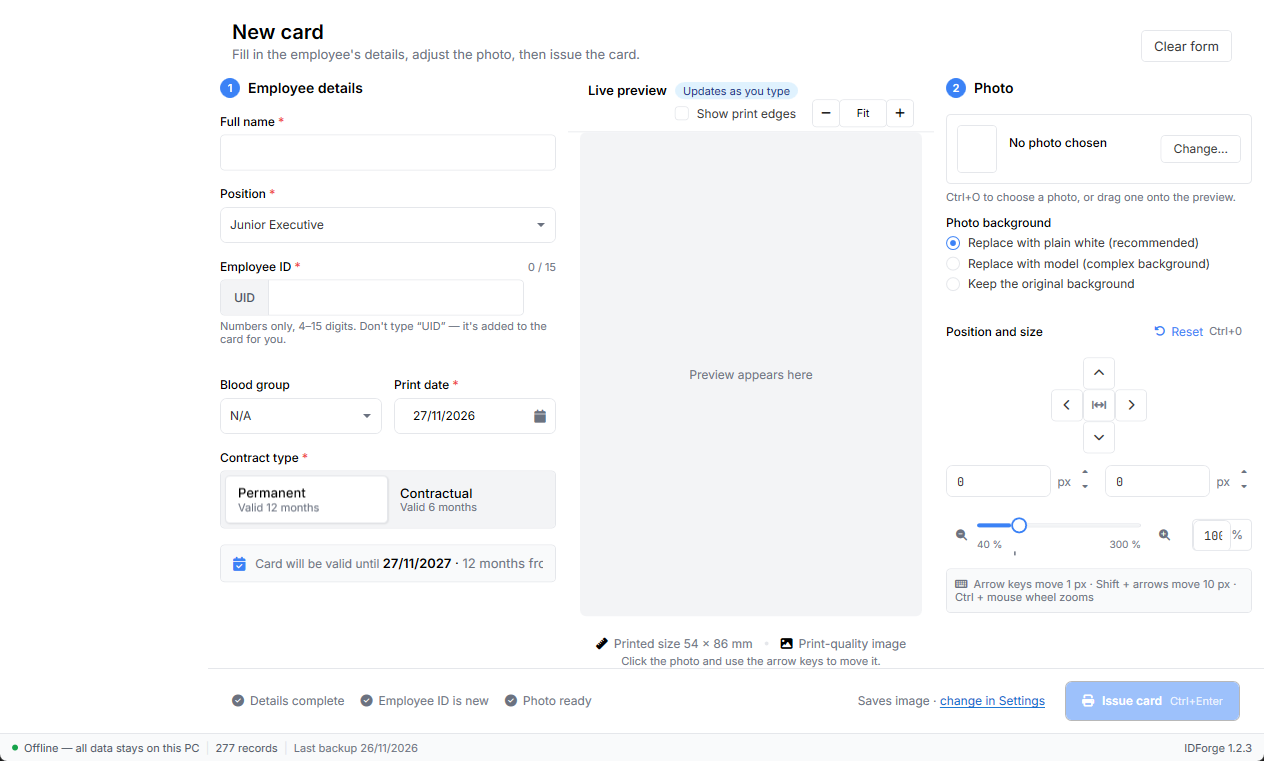 New card
Fill in the employee's details, adjust the photo, then issue the card.
Clear form
1 Employee details
Full name *
Position *
Junior Executive
Employee ID *
0 / 15
UID
Numbers only, 4–15 digits. Don't type “UID” — it's added to the
card for you.
Blood group
Print date *
N/A
27/11/2026
Contract type *
Permanent
Valid 12 months
Contractual
Valid 6 months
Card will be valid until 27/11/2027 · 12 months frc
Live preview
Updates as you type
Show print edges
Fit
Preview appears here
Printed size 54 × 86 mm
Print-quality image
Click the photo and use the arrow keys to move it.
2 Photo
No photo chosen
Change...
Ctrl+O to choose a photo, or drag one onto the preview.
Photo background
Replace with plain white (recommended)
Replace with model (complex background)
Keep the original background
Position and size
Reset Ctrl+0
0 px
0 px
40 %
300 %
100 %
Arrow keys move 1 px · Shift + arrows move 10 px ·
Ctrl + mouse wheel zooms
Details complete
Employee ID is new
Photo ready
Saves image · change in Settings
Issue card Ctrl+Enter
Offline — all data stays on this PC
277 records
Last backup 26/11/2026
IDForge 1.2.3